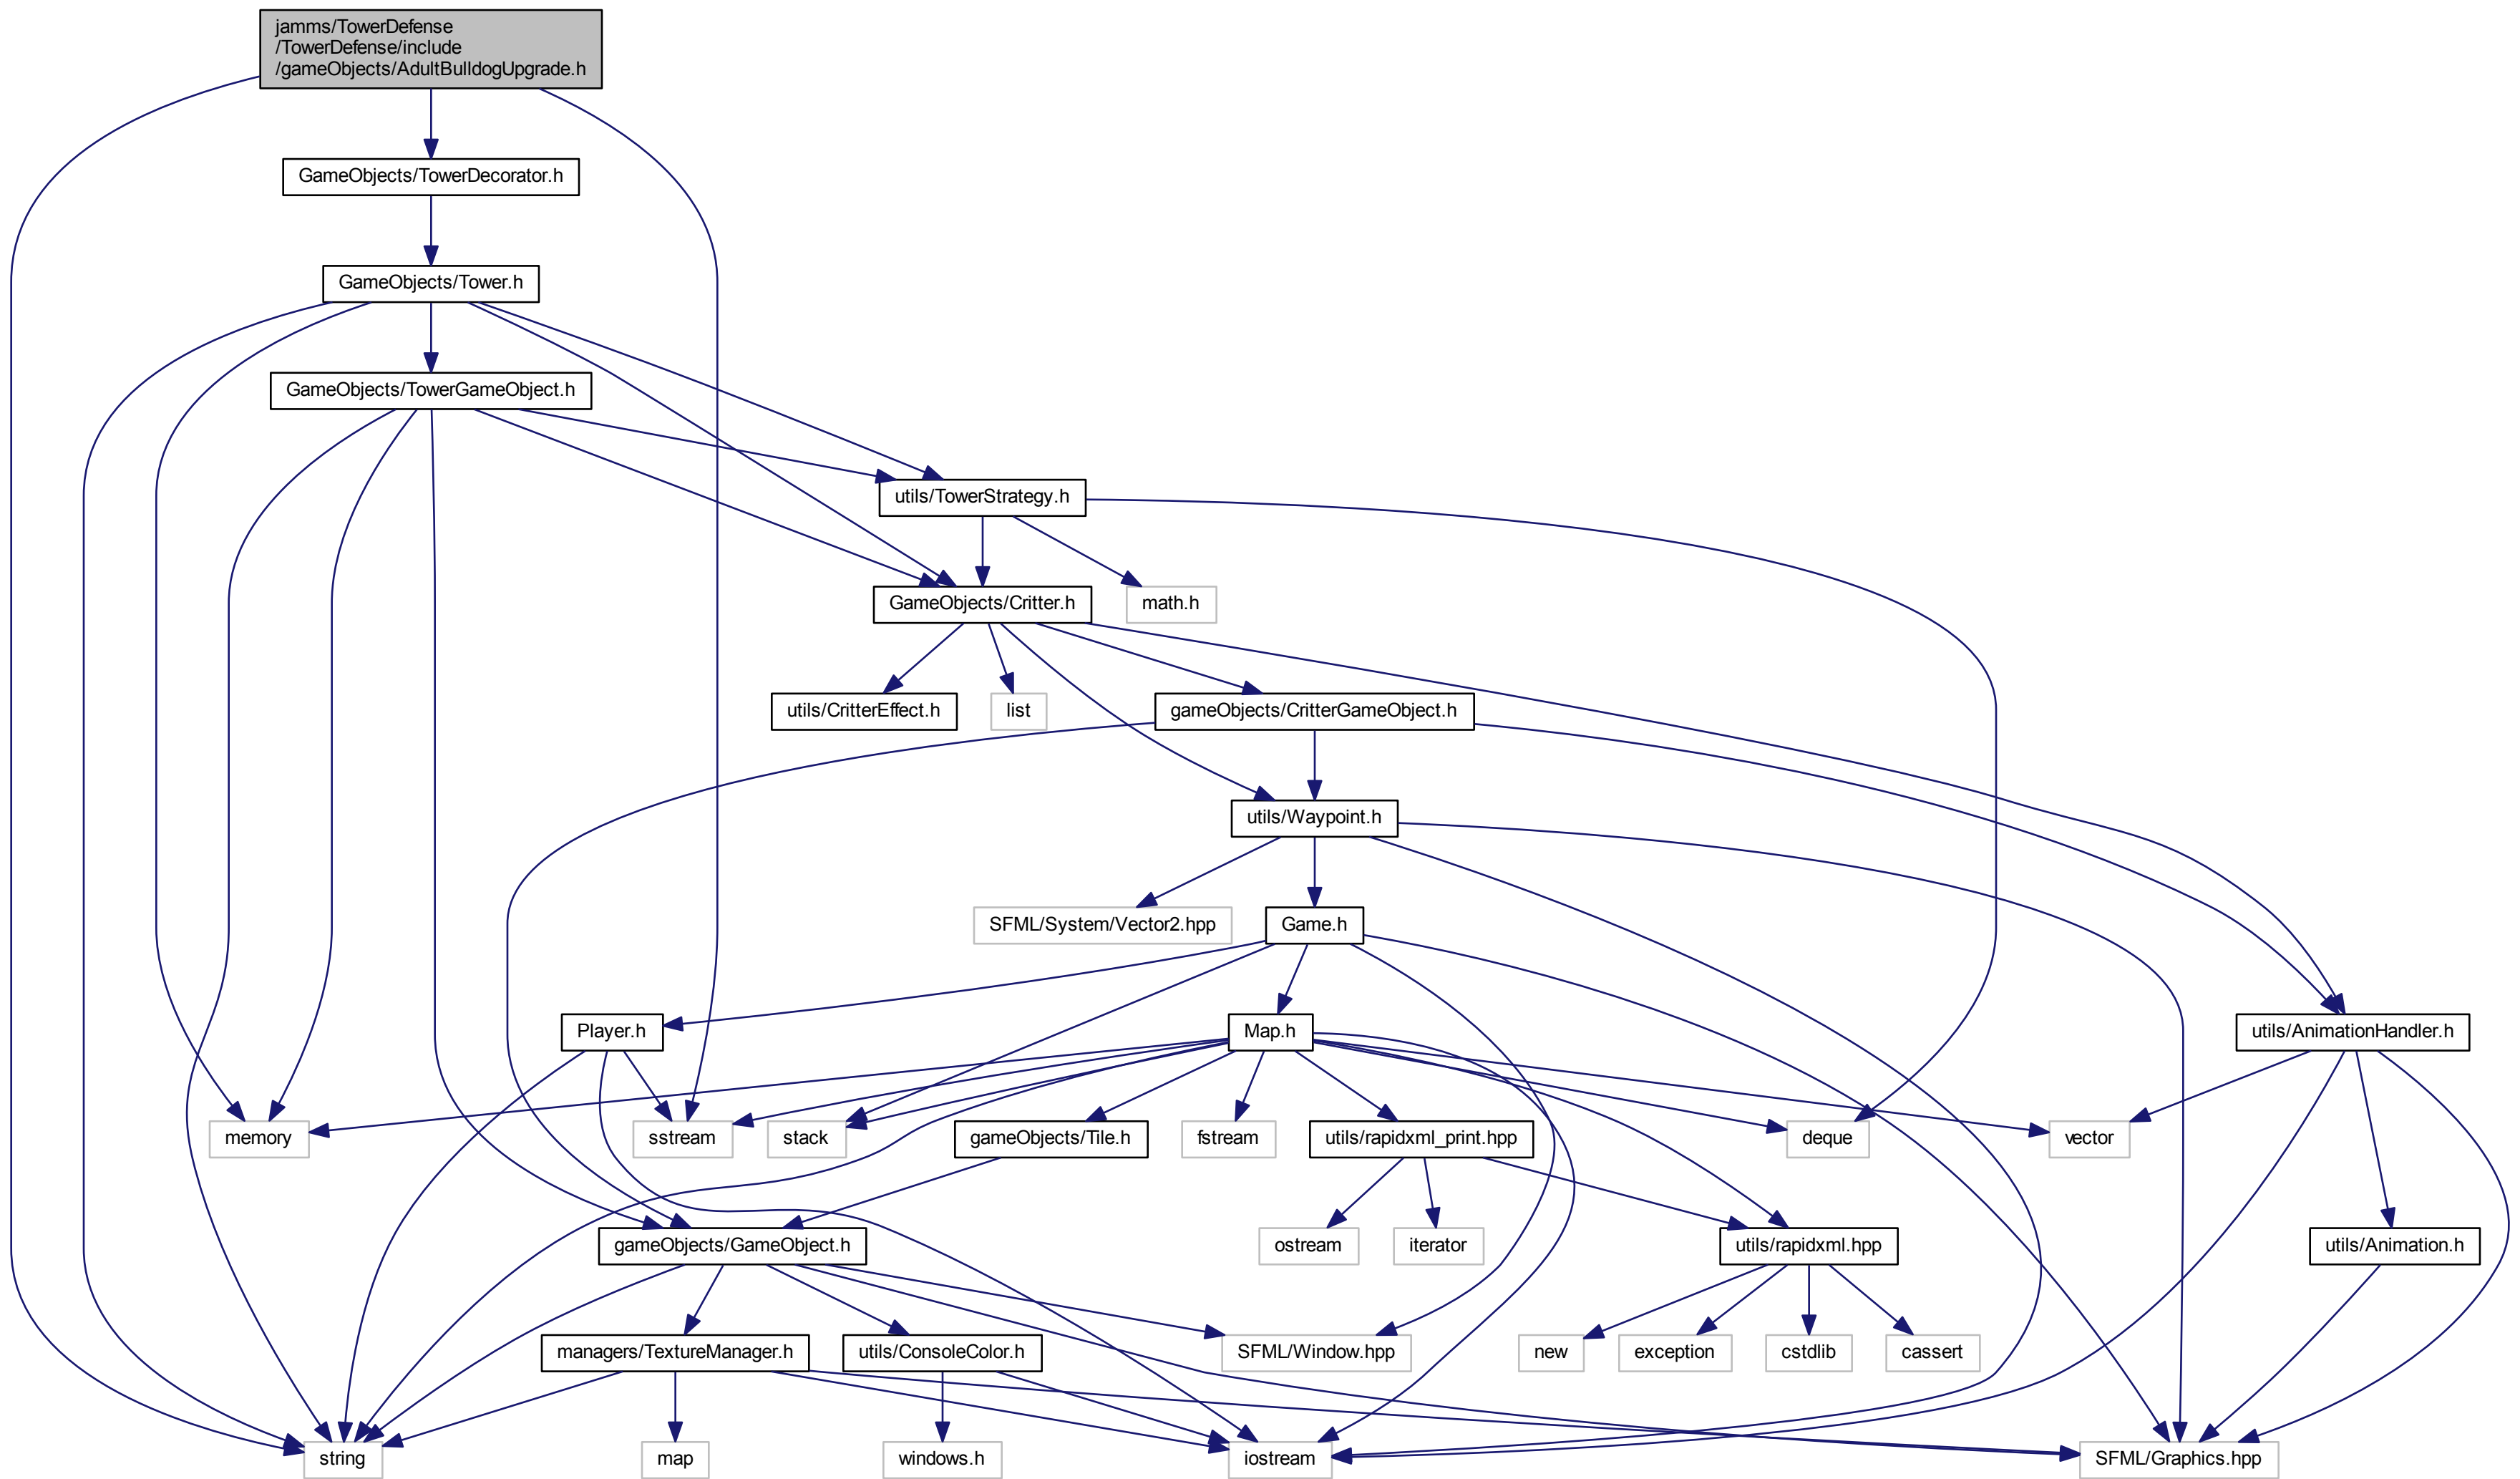 jamms/TowerDefense
/TowerDefense/include
/gameObjects/AdultBulldogUpgrade.h
GameObjects/TowerDecorator.h
GameObjects/Tower.h
GameObjects/TowerGameObject.h
utils/TowerStrategy.h
GameObjects/Critter.h
math.h
utils/CritterEffect.h
list
gameObjects/CritterGameObject.h
utils/Waypoint.h
SFML/System/Vector2.hpp
Game.h
Player.h
Map.h
utils/AnimationHandler.h
memory
sstream
stack
gameObjects/Tile.h
fstream
utils/rapidxml_print.hpp
deque
vector
gameObjects/GameObject.h
ostream
iterator
utils/rapidxml.hpp
utils/Animation.h
managers/TextureManager.h
utils/ConsoleColor.h
SFML/Window.hpp
new
exception
cstdlib
cassert
string
map
windows.h
iostream
SFML/Graphics.hpp